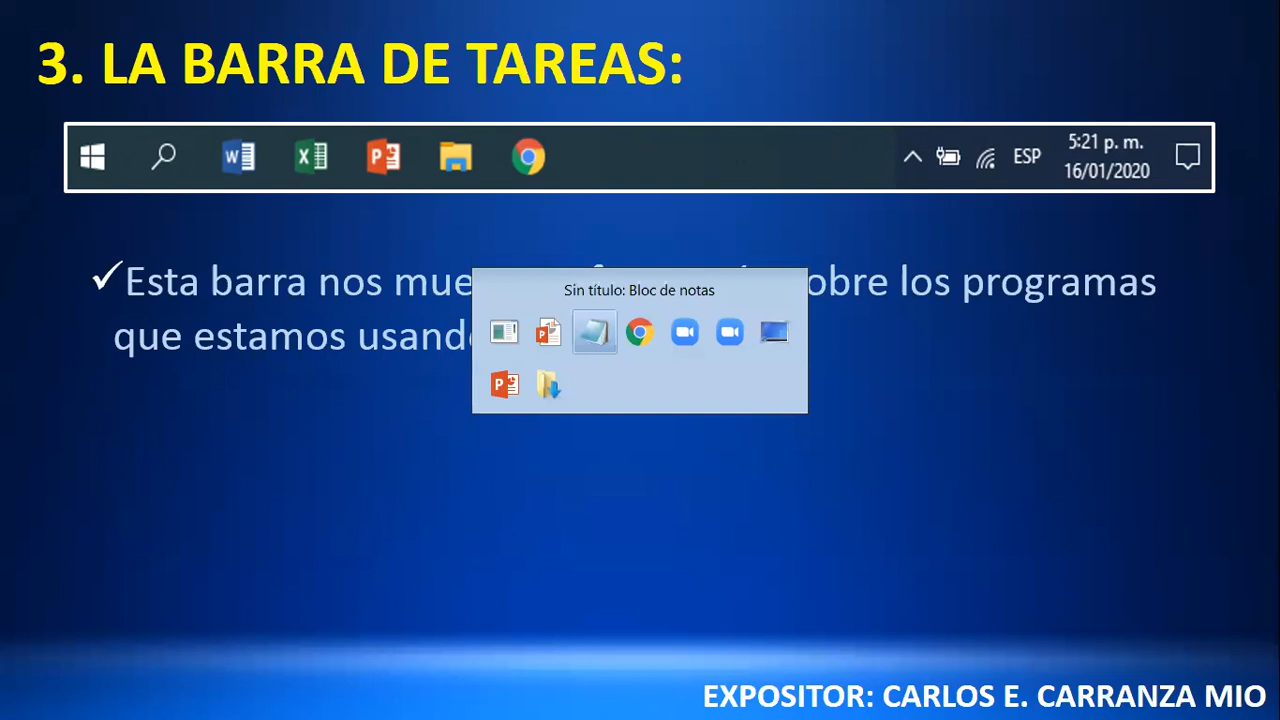 3. LA BARRA DE TAREAS:
ESP
5:21 p. m.
16/01/2020
Esta barra nos mue obre los programas
que estamos usand
Sin título: Bloc de notas
EXPOSITOR: CARLOS E. CARRANZA MIO